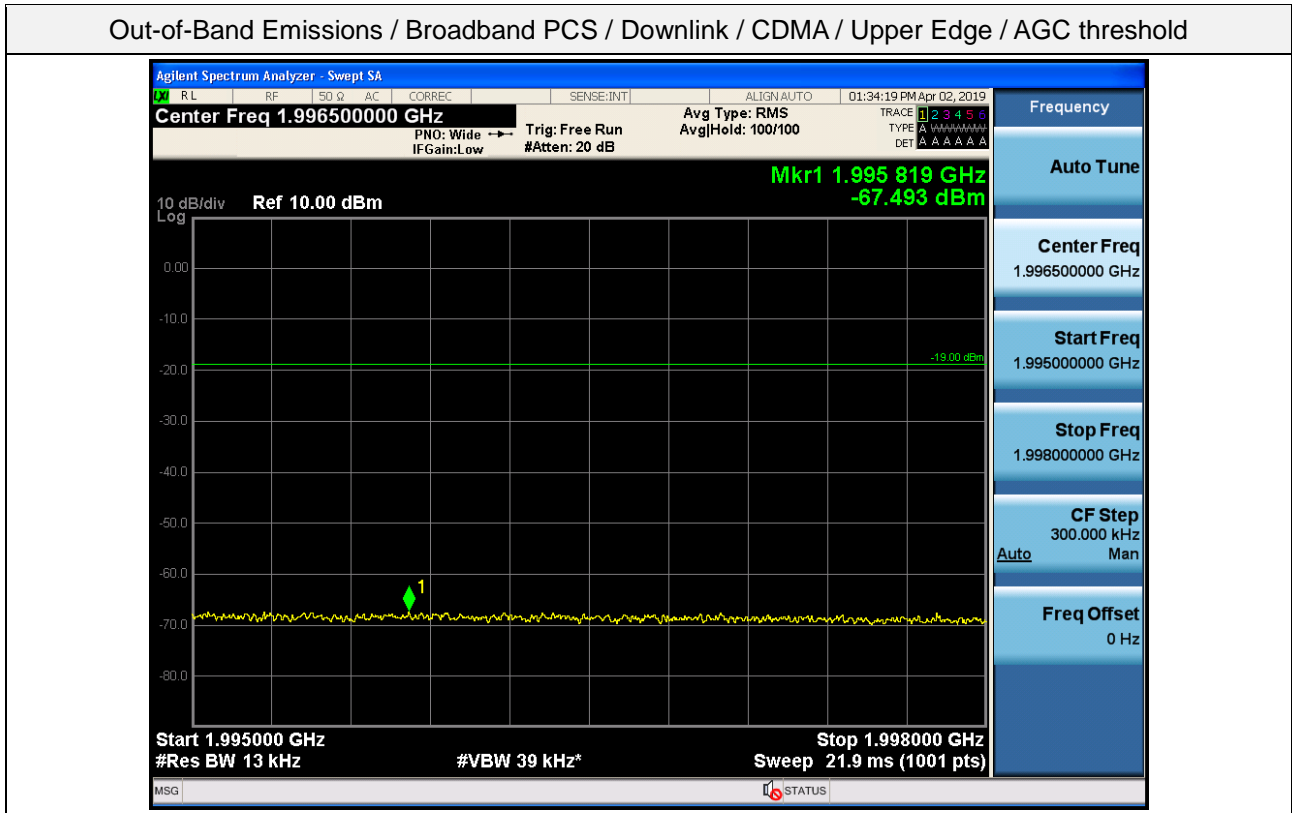 Out-of-Band Emissions / Broadband PCS / Downlink / CDMA / Upper Edge / AGC threshold
Agilent Spectrum Analyzer - Swept SA
LXI RL RF 50 Ω AC CORREC SENSE:INT ALIGN AUTO 01:34:19 PM Apr 02, 2019
Center Freq 1.996500000 GHz
PNO: Wide
IFGain:Low
Trig: Free Run
#Atten: 20 dB
Avg Type: RMS
Avg|Hold: 100/100
TRACE 1 2 3 4 5 6
TYPE A WWWWW
DET A A A A A A
Mkr1 1.995 819 GHz
-67.493 dBm
10 dB/div
Log
Ref 10.00 dBm
0.00
-10.0
-19.00 dBm
-20.0
-30.0
-40.0
-50.0
-60.0
1
-70.0
-80.0
Start 1.995000 GHz
Stop 1.998000 GHz
#Res BW 13 kHz
#VBW 39 kHz*
Sweep 21.9 ms (1001 pts)
MSG
STATUS
Frequency
Auto Tune
Center Freq
1.996500000 GHz
Start Freq
1.995000000 GHz
Stop Freq
1.998000000 GHz
CF Step
300.000 kHz
Auto Man
Freq Offset
0 Hz